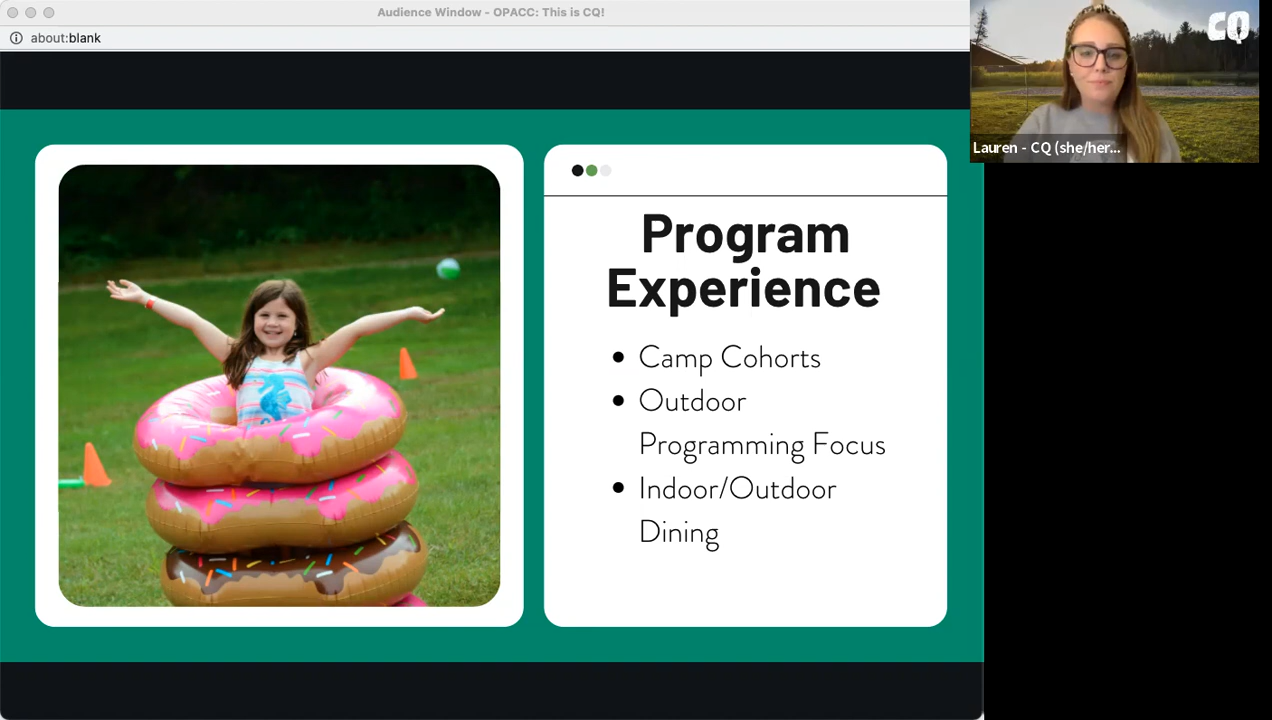 Audience Window - OPACC: This is CQ!
about:blank
CQ
Lauren - CQ (she/her...
Program
Experience
• Camp Cohorts
• Outdoor
Programming Focus
• Indoor/Outdoor
Dining